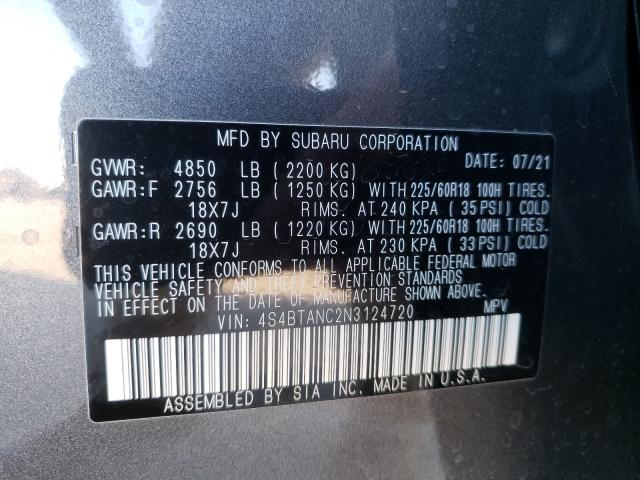 MFD BY SUBARU CORPORATION
GVWR: 4850 LB (2200 KG) DATE: 07/21
GAWR:F 2756 LB (1250 KG) WITH 225/60R18 100H TIRES.
18X7J RIMS. AT 240 KPA (35 PSI) COLD
GAWR:R 2690 LB (1220 KG) WITH 225/60R18 100H TIRES.
18X7J RIMS. AT 230 KPA (33 PSI) COLD
THIS VEHICLE CONFORMS TO ALL APPLICABLE FEDERAL MOTOR
VEHICLE SAFETY AND THEFT PREVENTION STANDARDS
IN EFFECT ON THE DATE OF MANUFACTURE SHOWN ABOVE.
VIN: 4S4BTANC2N3124720 MPV
ASSEMBLED BY SIA INC. MADE IN U.S.A.